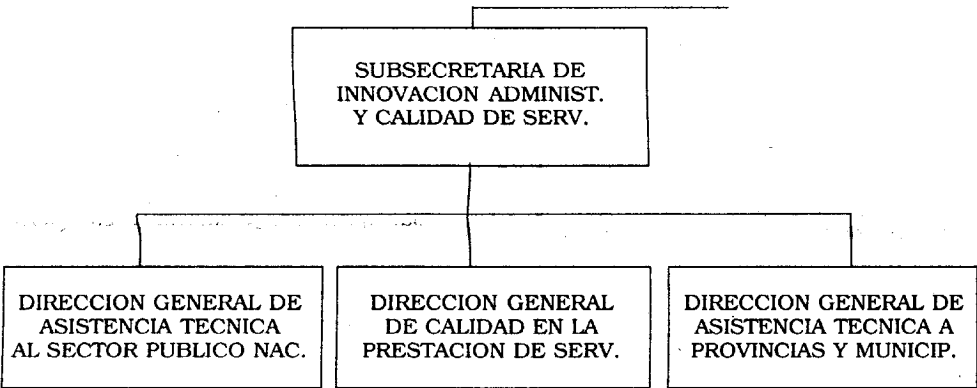 SUBSECRETARIA DE
INNOVACION ADMINIST.
Y CALIDAD DE SERV.
DIRECCION GENERAL DE
ASISTENCIA TECNICA
AL SECTOR PUBLICO NAC.
DIRECCION GENERAL
DE CALIDAD EN LA
PRESTACION DE SERV.
DIRECCION GENERAL DE
ASISTENCIA TECNICA A
PROVINCIAS Y MUNICIP.